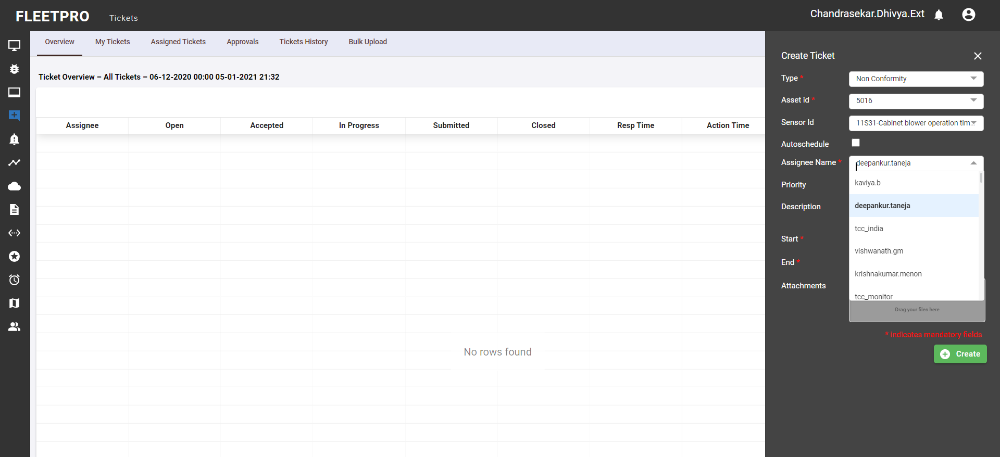 FLEETPRO
Tickets
Chandrasekar.Dhivya.Ext
Overview
My Tickets
Assigned Tickets
Approvals
Tickets History
Bulk Upload
Ticket Overview – All Tickets – 06-12-2020 00:00 05-01-2021 21:32
Assignee
Open
Accepted
In Progress
Submitted
Closed
Resp Time
Action Time
No rows found
Create Ticket
Type *
Non Conformity
Asset id *
5016
Sensor Id
11S31-Cabinet blower operation tim...
Autoschedule
Assignee Name *
deepankur.taneja
kaviya.b
Priority
deepankur.taneja
Description
tcc_india
Start *
vishwanath.gm
End *
krishnakumar.menon
Attachments
tcc_monitor
Drag your files here
* indicates mandatory fields
Create